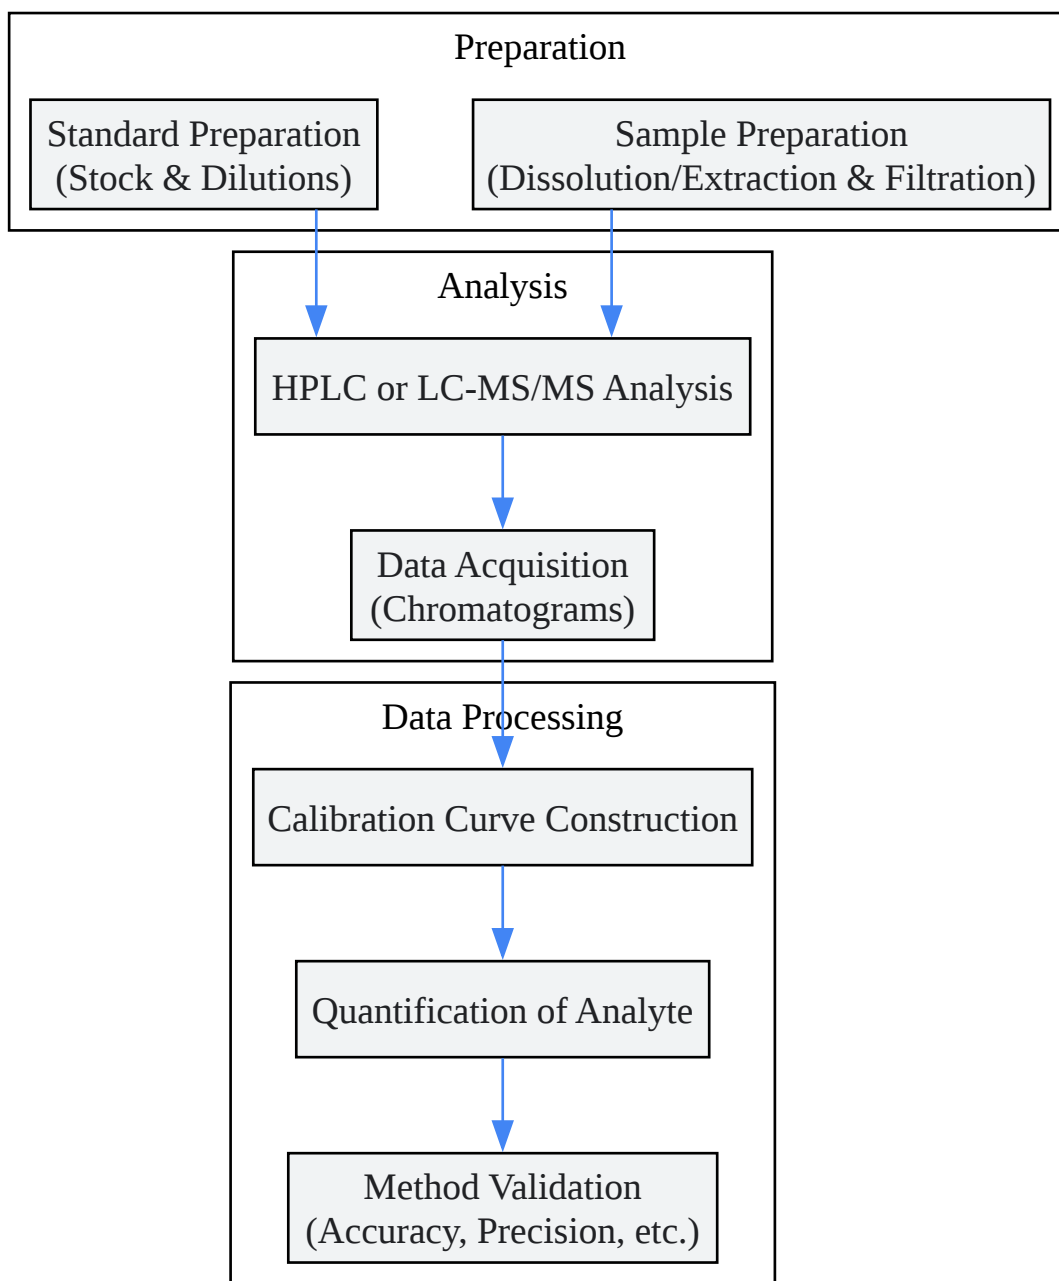 Preparation
Standard Preparation
(Stock & Dilutions)
Sample Preparation
(Dissolution/Extraction & Filtration)
Analysis
HPLC or LC-MS/MS Analysis
Data Acquisition
(Chromatograms)
Data Processing
Calibration Curve Construction
Quantification of Analyte
Method Validation
(Accuracy, Precision, etc.)